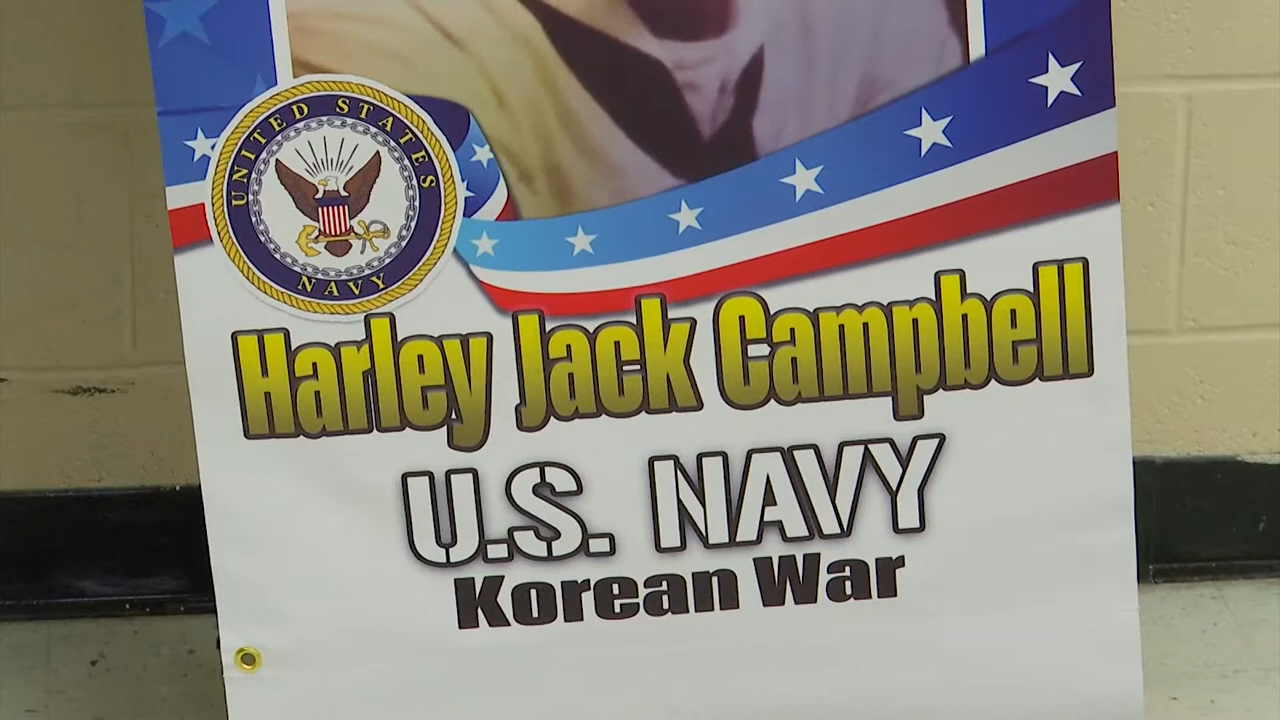 UNITED STATES
NAVY
Harley Jack Campbell
U.S. NAVY
Korean War